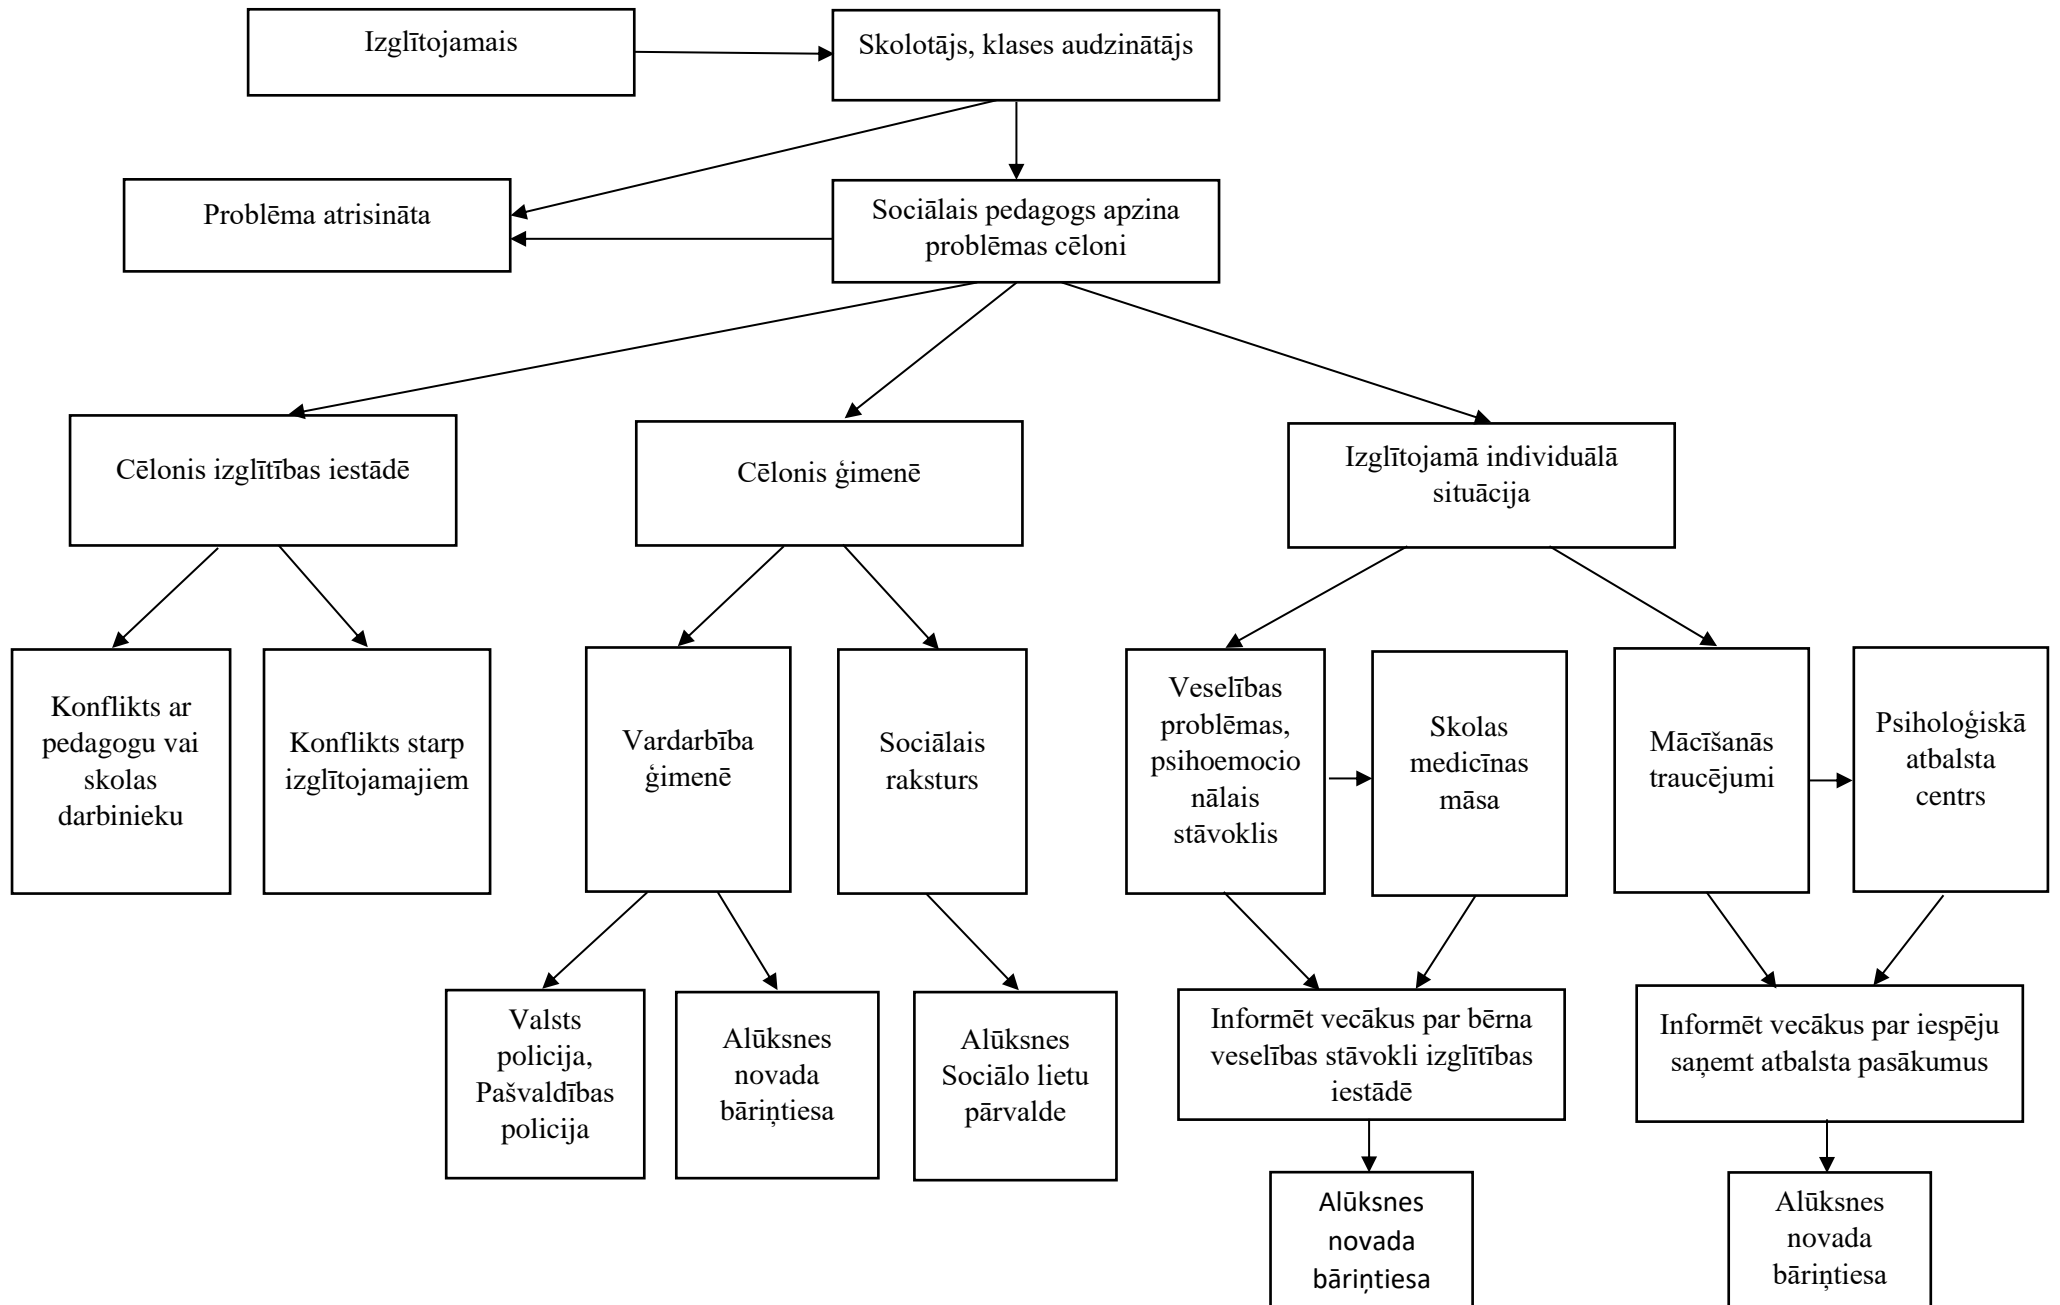 Izglītojamais
Skolotājs, klases audzinātājs
Problēma atrisināta
Sociālais pedagogs apzina
problēmas cēloni
Cēlonis izglītības iestādē
Cēlonis ģimenē
Izglītojamā individuālā
situācija
Konflikts ar
pedagogu vai
skolas
darbinieku
Konflikts starp
izglītojamajiem
Vardarbība
ģimenē
Sociālais
raksturs
Veselības
problēmas,
psihoemocio
nālais
stāvoklis
Skolas
medicīnas
māsa
Mācīšanās
traucējumi
Psiholoģiskā
atbalsta
centrs
Valsts
policija,
Pašvaldības
policija
Alūksnes
novada
bāriņtiesa
Alūksnes
Sociālo lietu
pārvalde
Informēt vecākus par bērna
veselības stāvokli izglītības
iestādē
Informēt vecākus par iespēju
saņemt atbalsta pasākumus
Alūksnes
novada
bāriņtiesa
Alūksnes
novada
bāriņtiesa